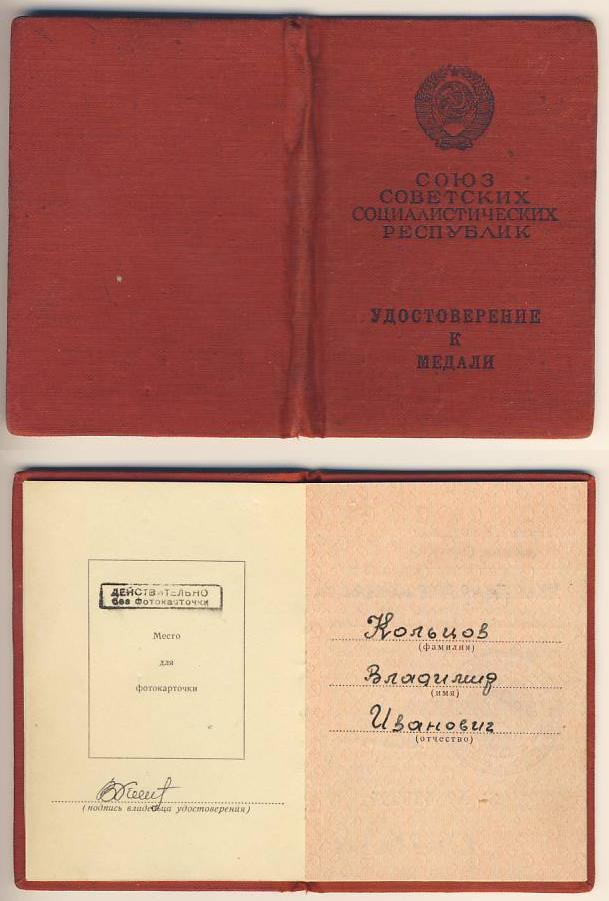 СОЮЗ
СОВЕТСКИХ
СОЦИАЛИСТИЧЕСКИХ
РЕСПУБЛИК
УДОСТОВЕРЕНИЕ
К
МЕДАЛИ
ДЕЙСТВИТЕЛЬНО
без Фотокарточки
Место
для
фотокарточки
(подпись владельца удостоверения)
Кольцов
(фамилия)
Владимир
(имя)
Иванович
(отчество)